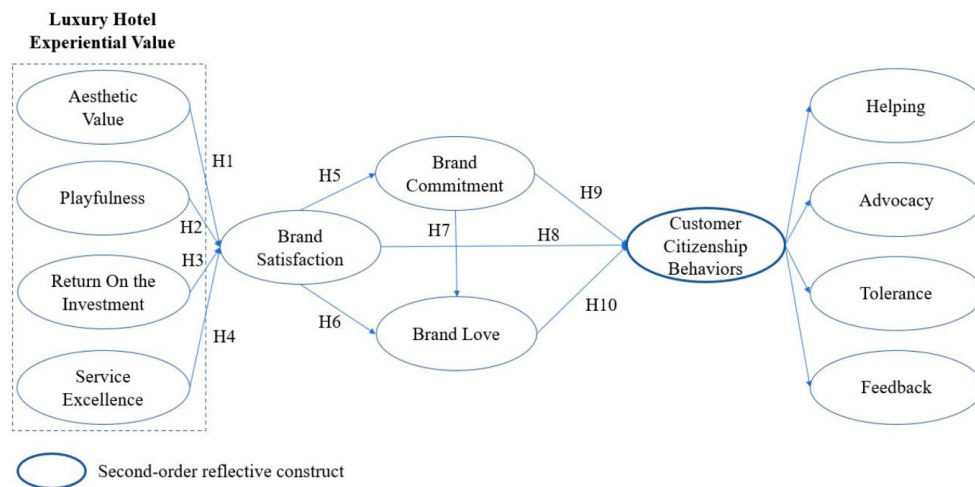 Luxury Hotel
Experiential Value
Aesthetic
Value
Playfulness
Return On the
Investment
Service
Excellence
H1
H2
H3
H4
Brand
Satisfaction
H5
H6
Brand
Commitment
H7
Brand Love
H8
H9
H10
Customer
Citizenship
Behaviors
Helping
Advocacy
Tolerance
Feedback
Second-order reflective construct